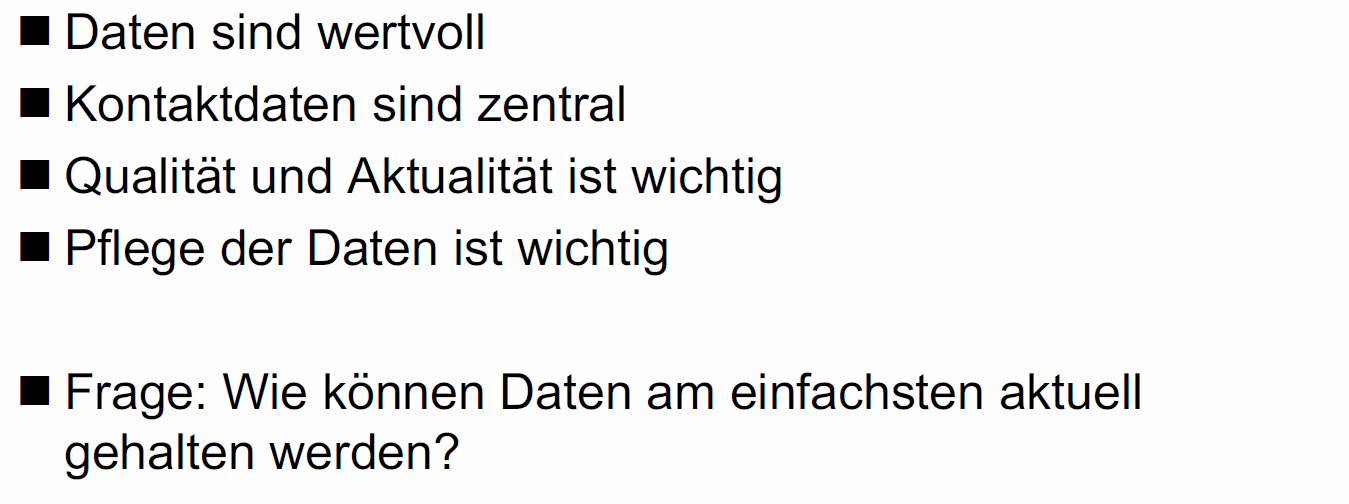 ■ Daten sind wertvoll
■ Kontaktdaten sind zentral
■ Qualität und Aktualität ist wichtig
■ Pflege der Daten ist wichtig
■ Frage: Wie können Daten am einfachsten aktuell
gehalten werden?